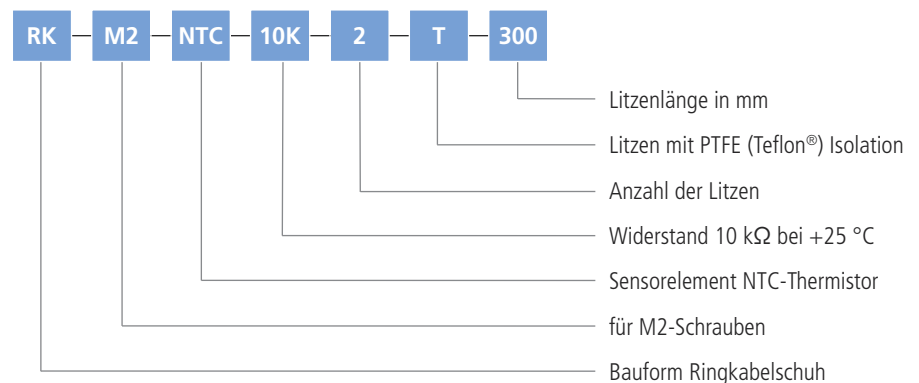 RK M2 NTC 10K 2 T 300
Litzenlänge in mm
Litzen mit PTFE (Teflon®) Isolation
Anzahl der Litzen
Widerstand 10 kΩ bei +25 °C
Sensorelement NTC-Thermistor
für M2-Schrauben
Bauform Ringkabelschuh